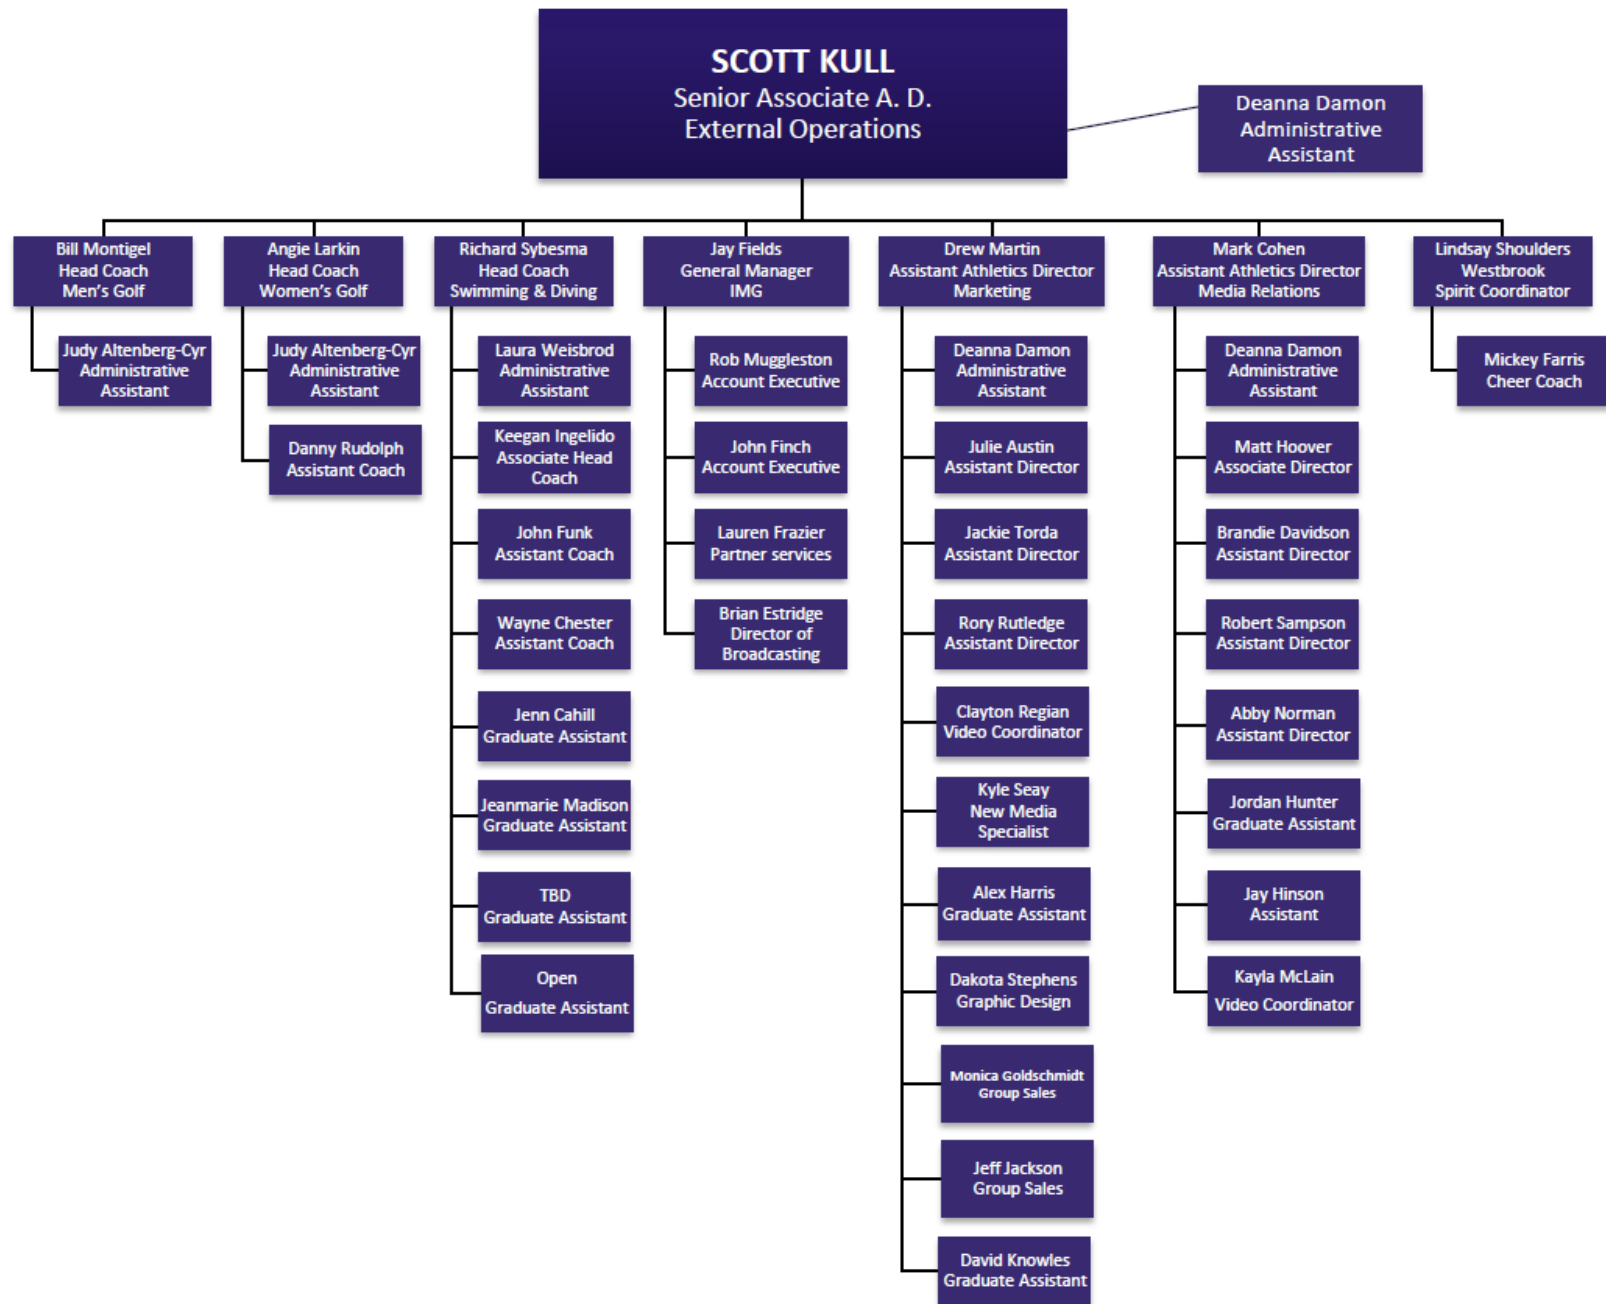 SCOTT KULL
Senior Associate A. D.
External Operations
Deanna Damon
Administrative
Assistant
Bill Montigel
Head Coach
Men's Golf
Judy Altenberg-Cyr
Administrative
Assistant
Angie Larkin
Head Coach
Women's Golf
Judy Altenberg-Cyr
Administrative
Assistant
Danny Rudolph
Assistant Coach
Richard Sybesma
Head Coach
Swimming & Diving
Laura Weisbrod
Administrative
Assistant
Keegan Ingelido
Associate Head
Coach
John Funk
Assistant Coach
Wayne Chester
Assistant Coach
Jenn Cahill
Graduate Assistant
Jeanmarie Madison
Graduate Assistant
TBD
Graduate Assistant
Open
Graduate Assistant
Jay Fields
General Manager
IMG
Rob Muggleston
Account Executive
John Finch
Account Executive
Lauren Frazier
Partner services
Brian Estridge
Director of
Broadcasting
Drew Martin
Assistant Athletics Director
Marketing
Deanna Damon
Administrative
Assistant
Julie Austin
Assistant Director
Jackie Torda
Assistant Director
Rory Rutledge
Assistant Director
Clayton Regian
Video Coordinator
Kyle Seay
New Media
Specialist
Alex Harris
Graduate Assistant
Dakota Stephens
Graphic Design
Monica Goldschmidt
Group Sales
Jeff Jackson
Group Sales
David Knowles
Graduate Assistant
Mark Cohen
Assistant Athletics Director
Media Relations
Deanna Damon
Administrative
Assistant
Matt Hoover
Associate Director
Brandie Davidson
Assistant Director
Robert Sampson
Assistant Director
Abby Norman
Assistant Director
Jordan Hunter
Graduate Assistant
Jay Hinson
Assistant
Kayla McLain
Video Coordinator
Lindsay Shoulders
Westbrook
Spirit Coordinator
Mickey Farris
Cheer Coach